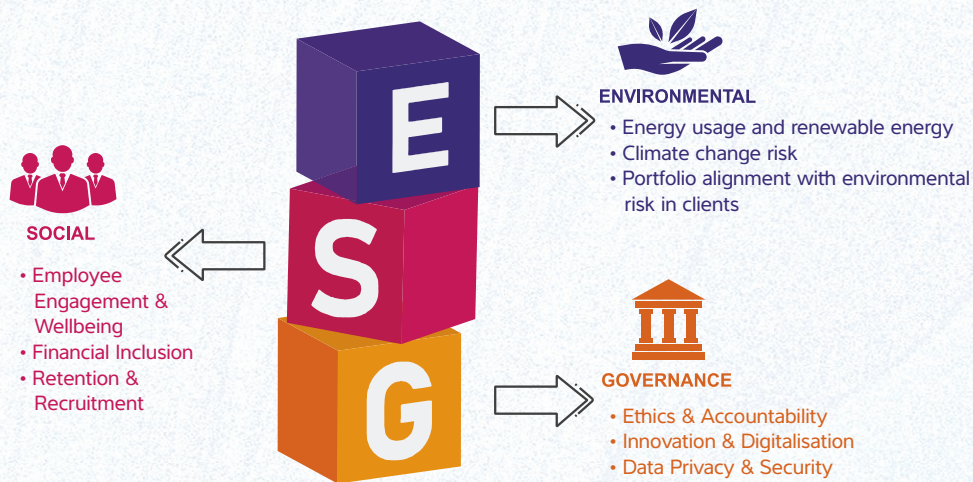 E
ENVIRONMENTAL
• Energy usage and renewable energy
• Climate change risk
• Portfolio alignment with environmental
risk in clients
S
SOCIAL
• Employee
Engagement &
Wellbeing
• Financial Inclusion
• Retention &
Recruitment
G
GOVERNANCE
• Ethics & Accountability
• Innovation & Digitalisation
• Data Privacy & Security